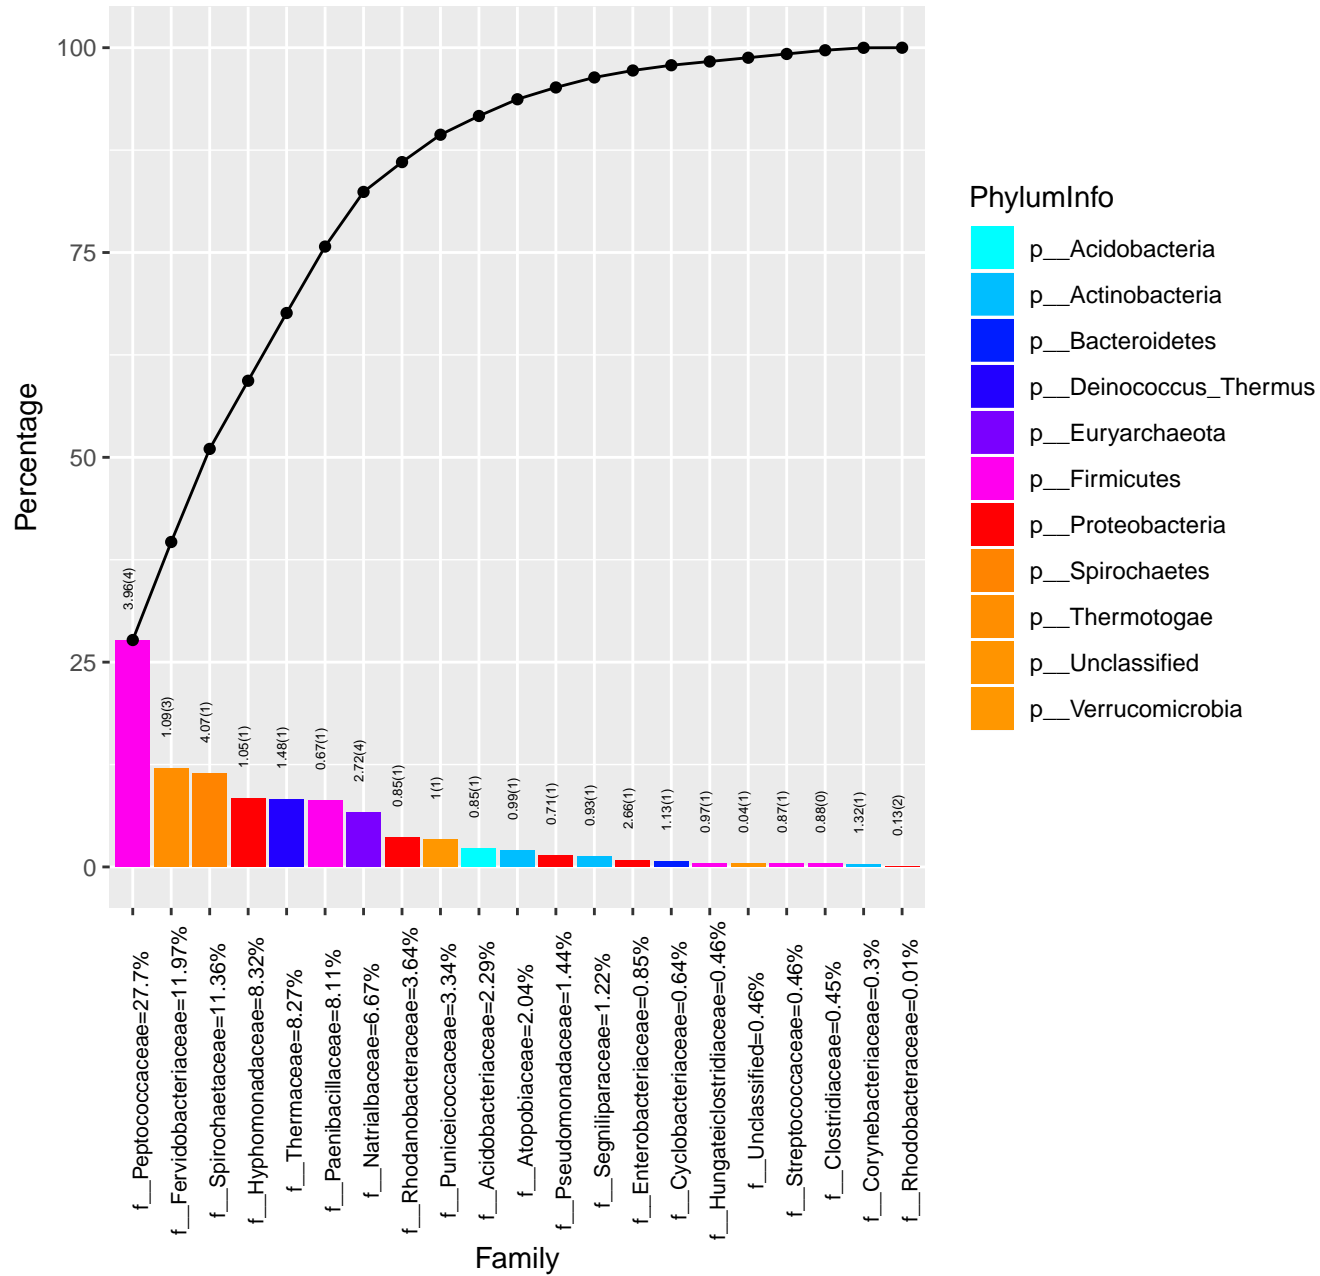 100
75
50
25
0
Percentage
3.96(4)
1.09(3)
4.07(1)
1.05(1)
1.48(1)
0.67(1)
2.72(4)
0.85(1)
1(1)
0.85(1)
0.99(1)
0.71(1)
0.93(1)
2.66(1)
1.13(1)
0.97(1)
0.04(1)
0.87(1)
0.88(0)
1.32(1)
0.13(2)
f__Peptococcaceae=27.7%
f__Fervidobacteriaceae=11.97%
f__Spirochaetaceae=11.36%
f__Hyphomonadaceae=8.32%
f__Thermaceae=8.27%
f__Paenibacillaceae=8.11%
f__Natrialbaceae=6.67%
f__Rhodanobacteraceae=3.64%
f__Puniceicoccaceae=3.34%
f__Acidobacteriaceae=2.29%
f__Atopobiaceae=2.04%
f__Pseudomonadaceae=1.44%
f__Segniliparaceae=1.22%
f__Enterobacteriaceae=0.85%
f__Cyclobacteriaceae=0.64%
f__Hungateiclostridiaceae=0.46%
f__Unclassified=0.46%
f__Streptococcaceae=0.46%
f__Clostridiaceae=0.45%
f__Corynebacteriaceae=0.3%
f__Rhodobacteraceae=0.01%
Family
PhylumInfo
p__Acidobacteria
p__Actinobacteria
p__Bacteroidetes
p__Deinococcus_Thermus
p__Euryarchaeota
p__Firmicutes
p__Proteobacteria
p__Spirochaetes
p__Thermotogae
p__Unclassified
p__Verrucomicrobia